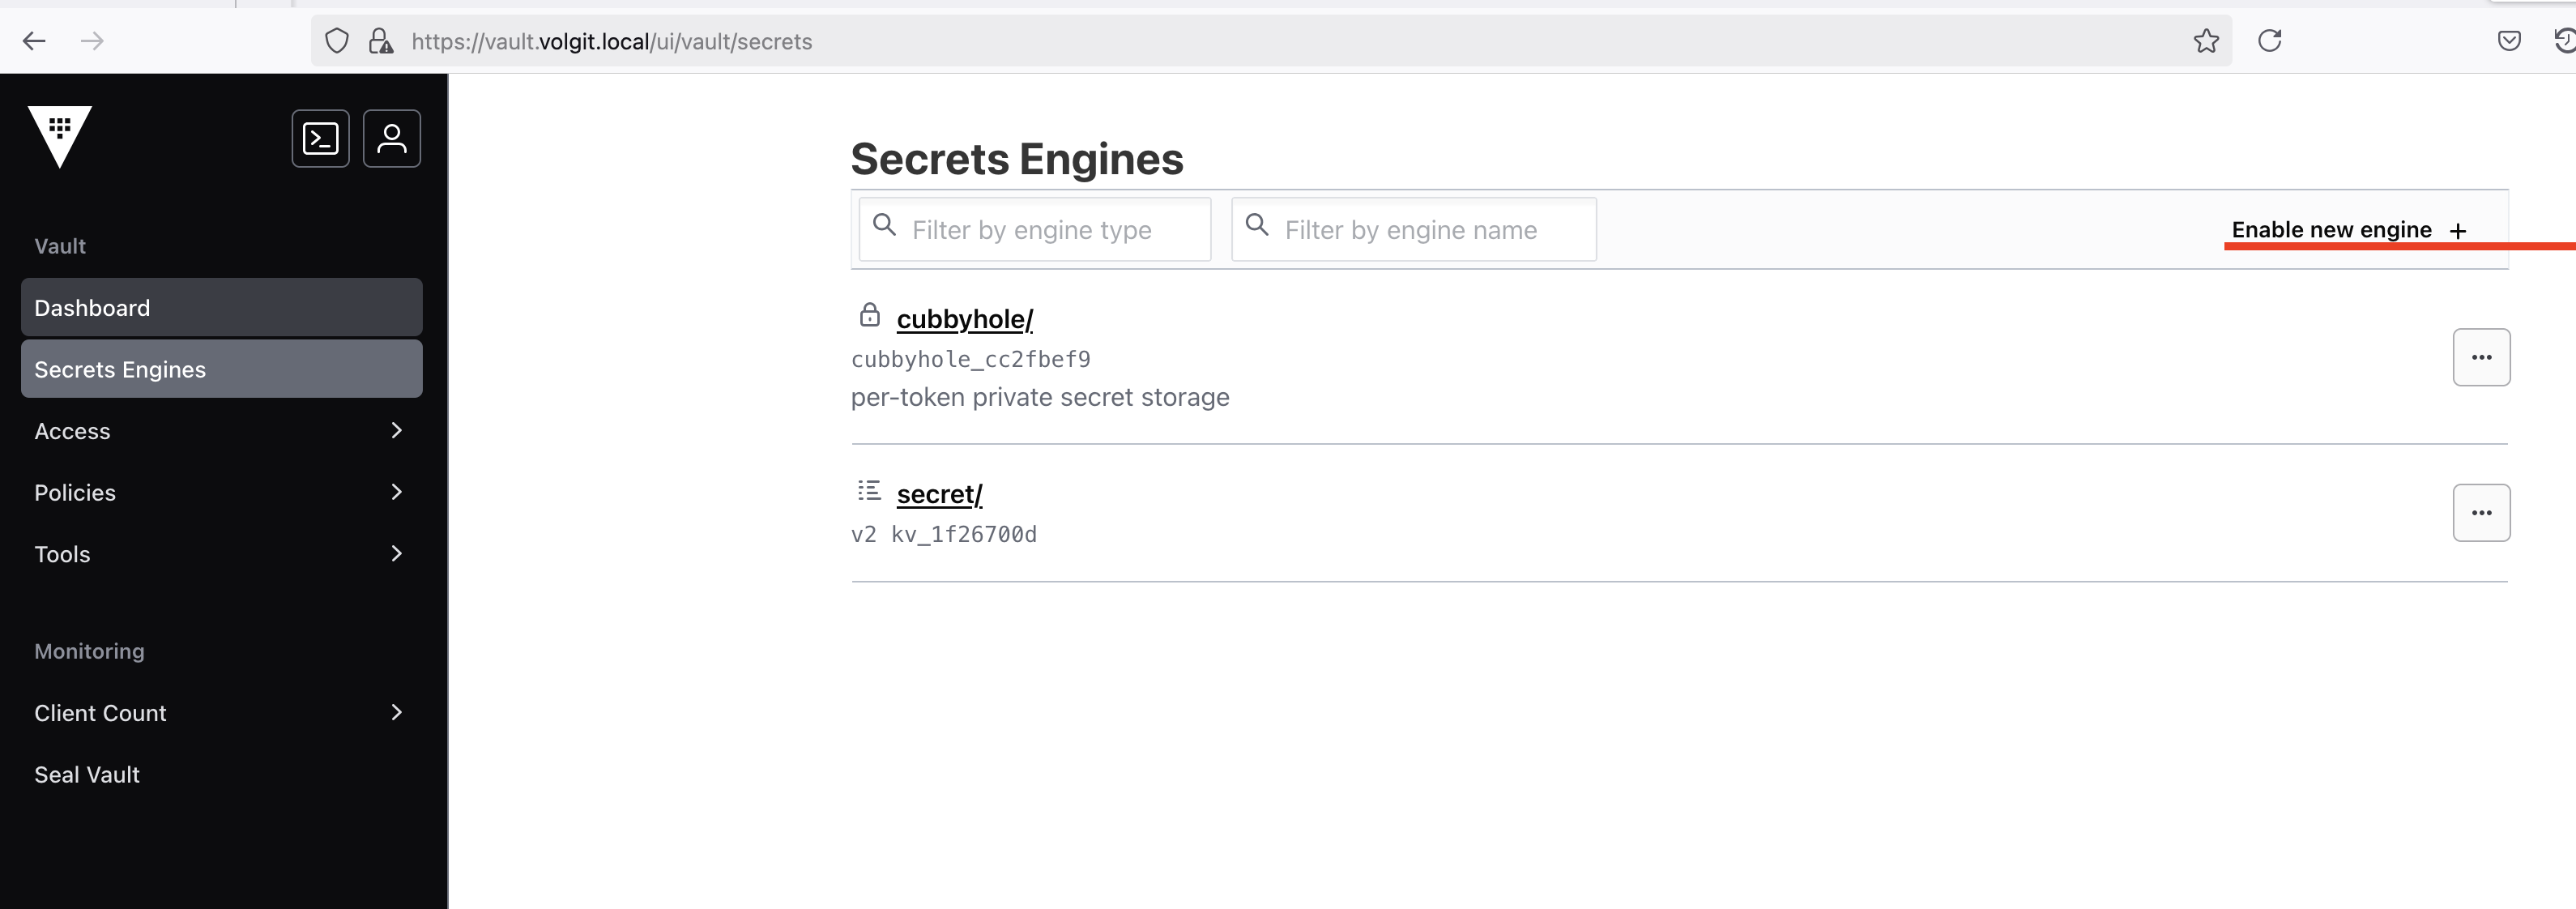 https://vault.volgit.local/ui/vault/secrets
Vault
Dashboard
Secrets Engines
Access
Policies
Tools
Monitoring
Client Count
Seal Vault
Secrets Engines
Filter by engine type
Filter by engine name
Enable new engine +
cubbyhole/
cubbyhole_cc2fbef9
per-token private secret storage
secret/
v2 kv_1f26700d